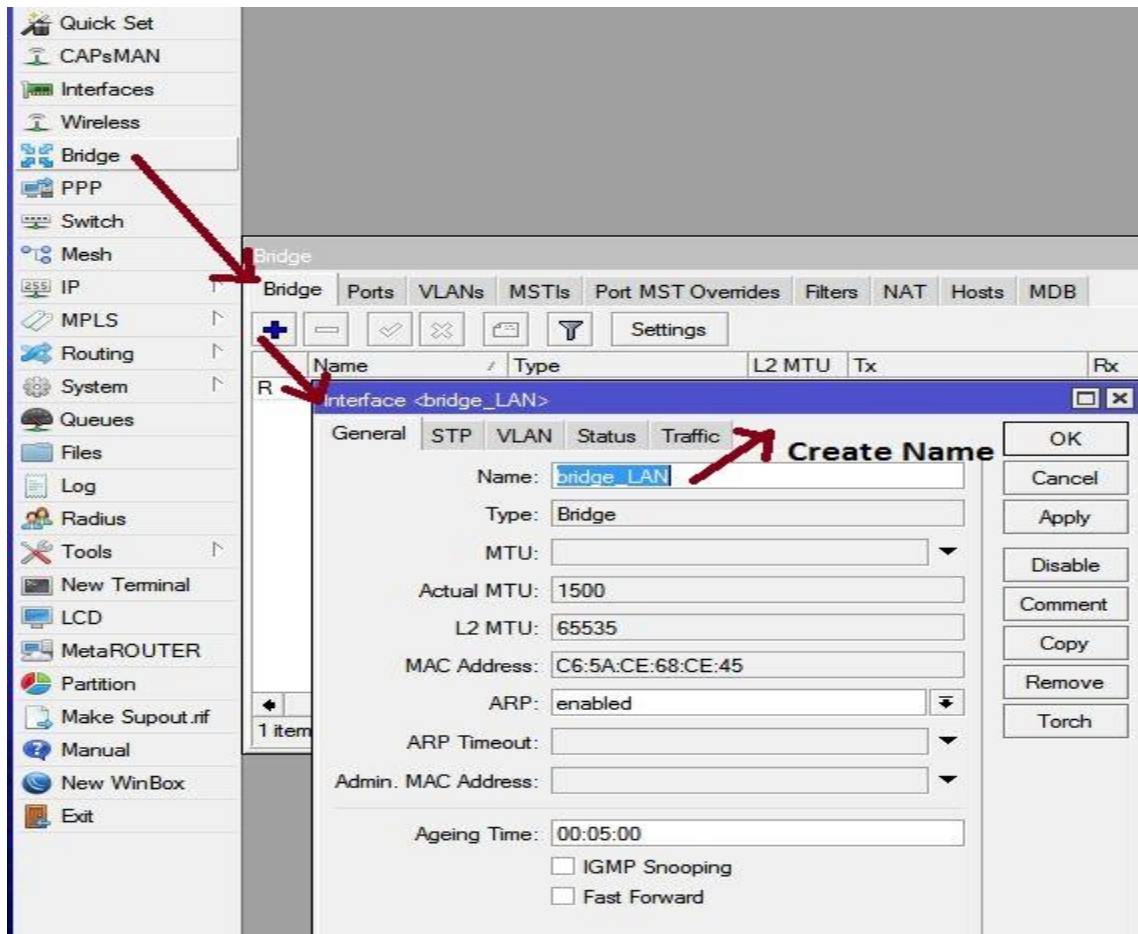 Quick Set
CAPsMAN
Interfaces
Wireless
Bridge
PPP
Switch
Mesh
IP
MPLS
Routing
System
Queues
Files
Log
Radius
Tools
New Terminal
LCD
MetaROUTER
Partition
Make Supout.rif
Manual
New WinBox
Exit
Bridge
Bridge Ports VLANs MSTIs Port MST Overrides Filters NAT Hosts MDB
Settings
Name Type L2 MTU Tx Rx
R
Interface <bridge_LAN>
General STP VLAN Status Traffic
Create Name
Name: bridge_LAN
Type: Bridge
MTU:
Actual MTU: 1500
L2 MTU: 65535
MAC Address: C6:5A:CE:68:CE:45
ARP: enabled
ARP Timeout:
Admin. MAC Address:
Ageing Time: 00:05:00
IGMP Snooping
Fast Forward
OK
Cancel
Apply
Disable
Comment
Copy
Remove
Torch
1 item